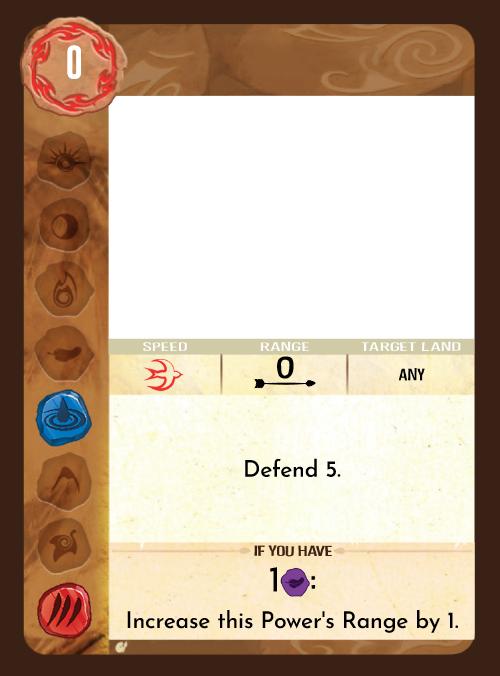 0
SPEED RANGE TARGET LAND
0 ANY
Defend 5.
IF YOU HAVE
1 :
Increase this Power's Range by 1.